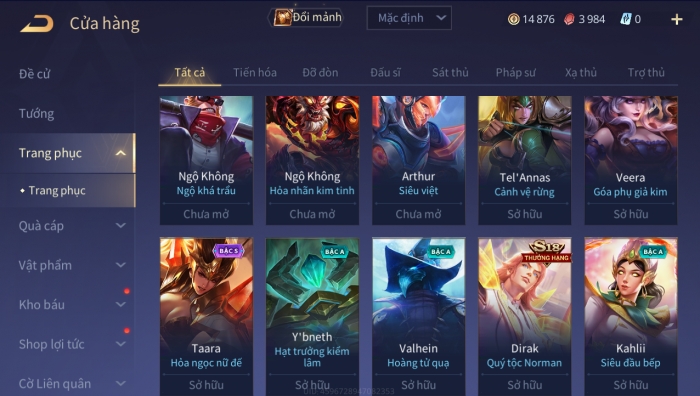 Cửa hàng
Đổi mảnh
Mặc định
14 876
3 984
0
Đề cử
Tướng
Trang phục
Trang phục
Quà cáp
Vật phẩm
Kho báu
Shop lợi tức
Cờ Liên quân
Tất cả
Tiến hóa
Đỡ đòn
Đấu sĩ
Sát thủ
Pháp sư
Xạ thủ
Trợ thủ
Ngộ Không
Ngộ khá trấu
Chưa mở
Ngộ Không
Hỏa nhãn kim tinh
Chưa mở
Arthur
Siêu việt
Chưa mở
Tel'Annas
Cảnh vệ rừng
Sở hữu
Veera
Góa phụ giả kim
Sở hữu
BẬC S
Taara
Hỏa ngọc nữ đế
Sở hữu
BẬC A
Y'bneth
Hạt trưởng kiểm
lâm
Sở hữu
BẬC A
Valhein
Hoàng tử quạ
Sở hữu
S18
THƯỞNG HẠNG
Dirak
Quý tộc Norman
Sở hữu
BẬC A
Kahlii
Siêu đầu bếp
Sở hữu